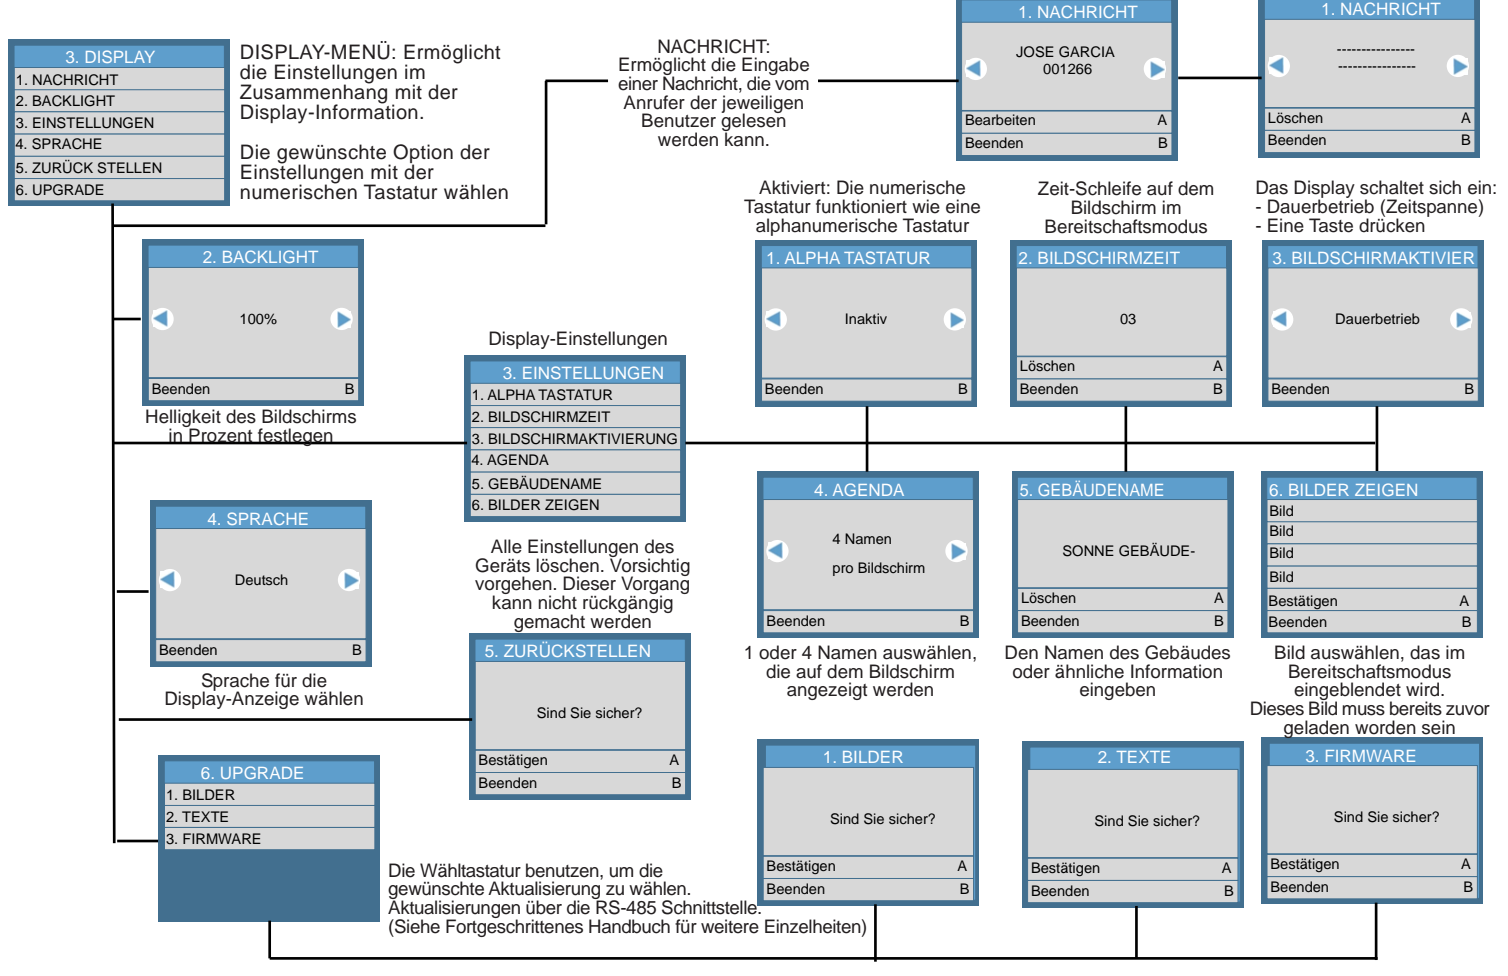 3. DISPLAY
1. NACHRICHT
2. BACKLIGHT
3. EINSTELLUNGEN
4. SPRACHE
5. ZURÜCK STELLEN
6. UPGRADE
DISPLAY-MENÜ: Ermöglicht
die Einstellungen im
Zusammenhang mit der
Display-Information.
Die gewünschte Option der
Einstellungen mit der
numerischen Tastatur wählen
NACHRICHT:
Ermöglicht die Eingabe
einer Nachricht, die vom
Anrufer der jeweiligen
Benutzer gelesen
werden kann.
1. NACHRICHT
JOSE GARCIA
001266
Bearbeiten A
Beenden B
1. NACHRICHT
----------------
----------------
Löschen A
Beenden B
2. BACKLIGHT
100%
Beenden B
Helligkeit des Bildschirms
in Prozent festlegen
Display-Einstellungen
3. EINSTELLUNGEN
1. ALPHA TASTATUR
2. BILDSCHIRMZEIT
3. BILDSCHIRMAKTIVIERUNG
4. AGENDA
5. GEBÄUDENAME
6. BILDER ZEIGEN
Aktiviert: Die numerische
Tastatur funktioniert wie eine
alphanumerische Tastatur
1. ALPHA TASTATUR
Inaktiv
Beenden B
Zeit-Schleife auf dem
Bildschirm im
Bereitschaftsmodus
2. BILDSCHIRMZEIT
03
Löschen A
Beenden B
Das Display schaltet sich ein:
- Dauerbetrieb (Zeitspanne)
- Eine Taste drücken
3. BILDSCHIRMAKTIVIER
Dauerbetrieb
Beenden B
4. AGENDA
4 Namen
pro Bildschirm
Beenden B
1 oder 4 Namen auswählen,
die auf dem Bildschirm
angezeigt werden
5. GEBÄUDENAME
SONNE GEBÄUDE-
Löschen A
Beenden B
Den Namen des Gebäudes
oder ähnliche Information
eingeben
6. BILDER ZEIGEN
Bild
Bild
Bild
Bild
Bestätigen A
Beenden B
Bild auswählen, das im
Bereitschaftsmodus
eingeblendet wird.
Dieses Bild muss bereits zuvor
geladen worden sein
4. SPRACHE
Deutsch
Beenden B
Sprache für die
Display-Anzeige wählen
Alle Einstellungen des
Geräts löschen. Vorsichtig
vorgehen. Dieser Vorgang
kann nicht rückgängig
gemacht werden
5. ZURÜCKSTELLEN
Sind Sie sicher?
Bestätigen A
Beenden B
6. UPGRADE
1. BILDER
2. TEXTE
3. FIRMWARE
Die Wähltastatur benutzen, um die
gewünschte Aktualisierung zu wählen.
Aktualisierungen über die RS-485 Schnittstelle.
(Siehe Fortgeschrittenes Handbuch für weitere Einzelheiten)
1. BILDER
Sind Sie sicher?
Bestätigen A
Beenden B
2. TEXTE
Sind Sie sicher?
Bestätigen A
Beenden B
3. FIRMWARE
Sind Sie sicher?
Bestätigen A
Beenden B